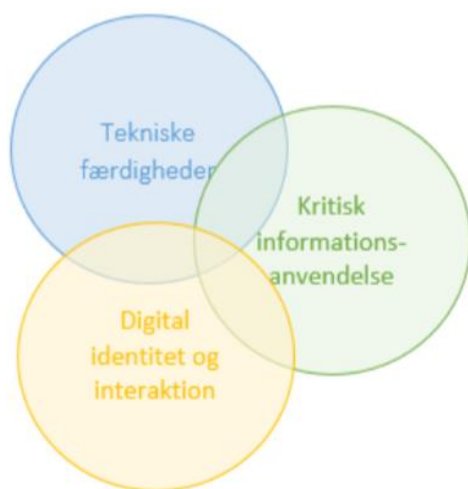 Tekniske
færdigheder
Kritisk
informations-
anvendelse
Digital
identitet og
interaktion